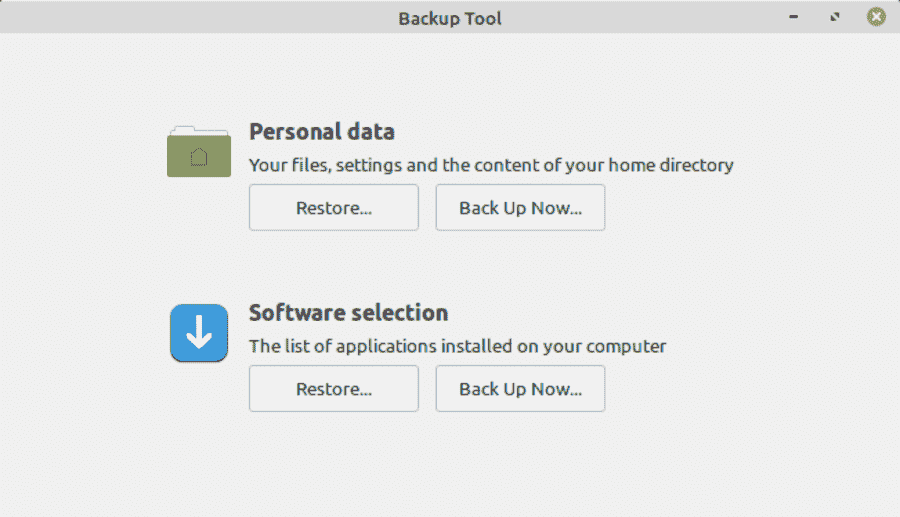 Backup Tool
Personal data
Your files, settings and the content of your home directory
Restore... Back Up Now...
Software selection
The list of applications installed on your computer
Restore... Back Up Now...